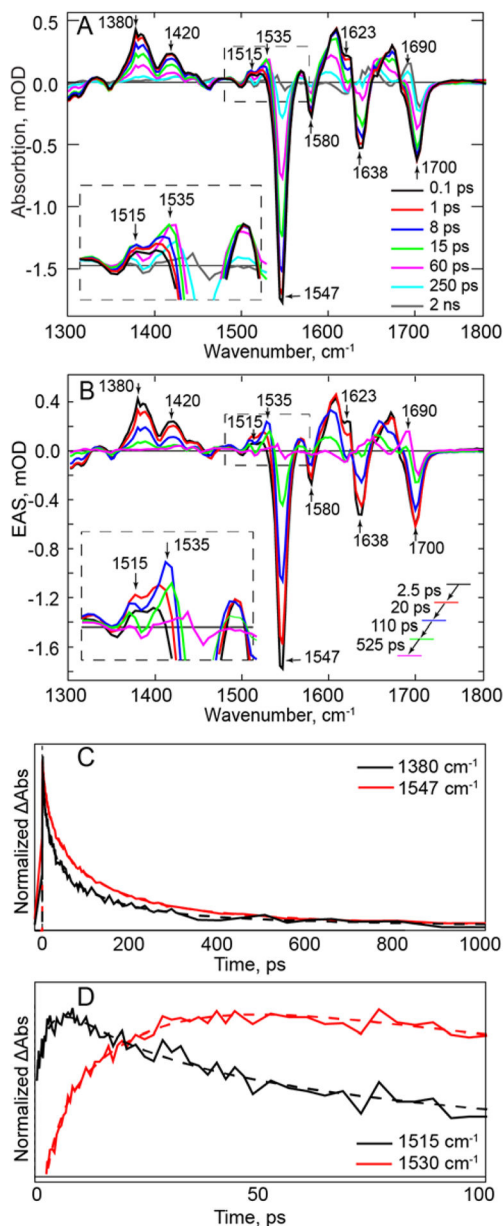 A
0.5
0.0
-0.5
-1.0
-1.5
Absorbtion, mOD
1380
1420
1515
1535
1623
1690
1580
1638
1700
1515
1535
1547
0.1 ps
1 ps
8 ps
15 ps
60 ps
250 ps
2 ns
1300 1400 1500 1600 1700 1800
Wavenumber, cm-1
B
0.4
0.0
-0.4
-0.8
-1.2
-1.6
EAS, mOD
1380
1420
1515
1535
1623
1690
1580
1638
1700
1515
1535
1547
2.5 ps
20 ps
110 ps
525 ps
1300 1400 1500 1600 1700 1800
Wavenumber, cm-1
C
Normalized ΔAbs
1380 cm-1
1547 cm-1
0 200 400 600 800 1000
Time, ps
D
Normalized ΔAbs
1515 cm-1
1530 cm-1
0 50 100
Time, ps